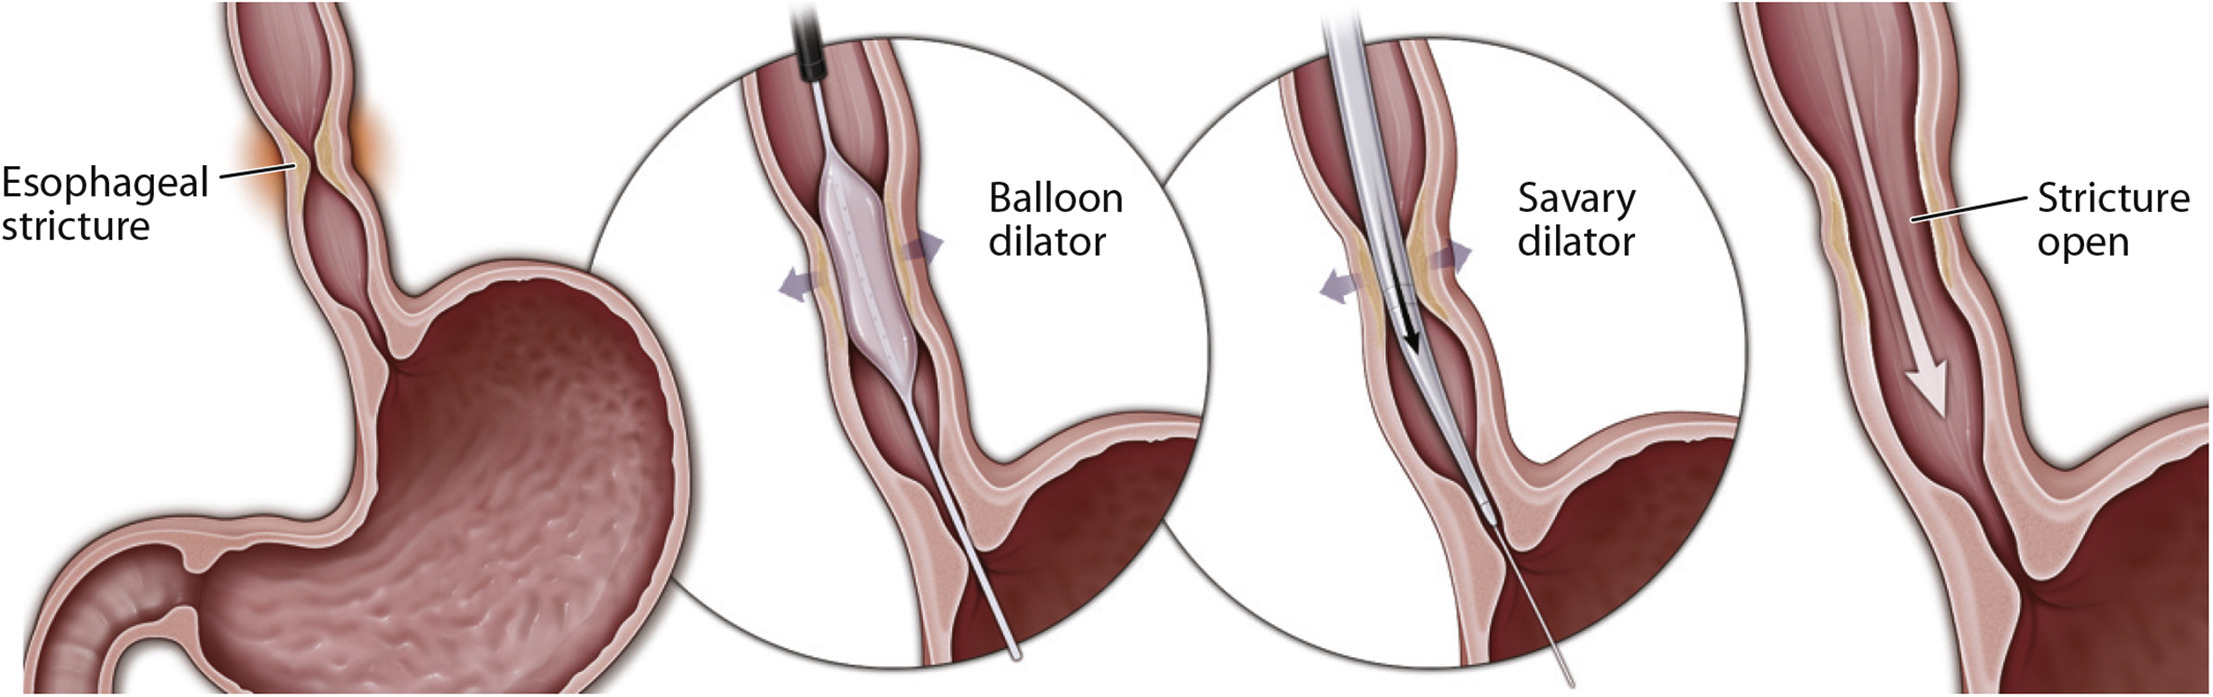 Esophageal
stricture
Balloon
dilator
Savary
dilator
Stricture
open